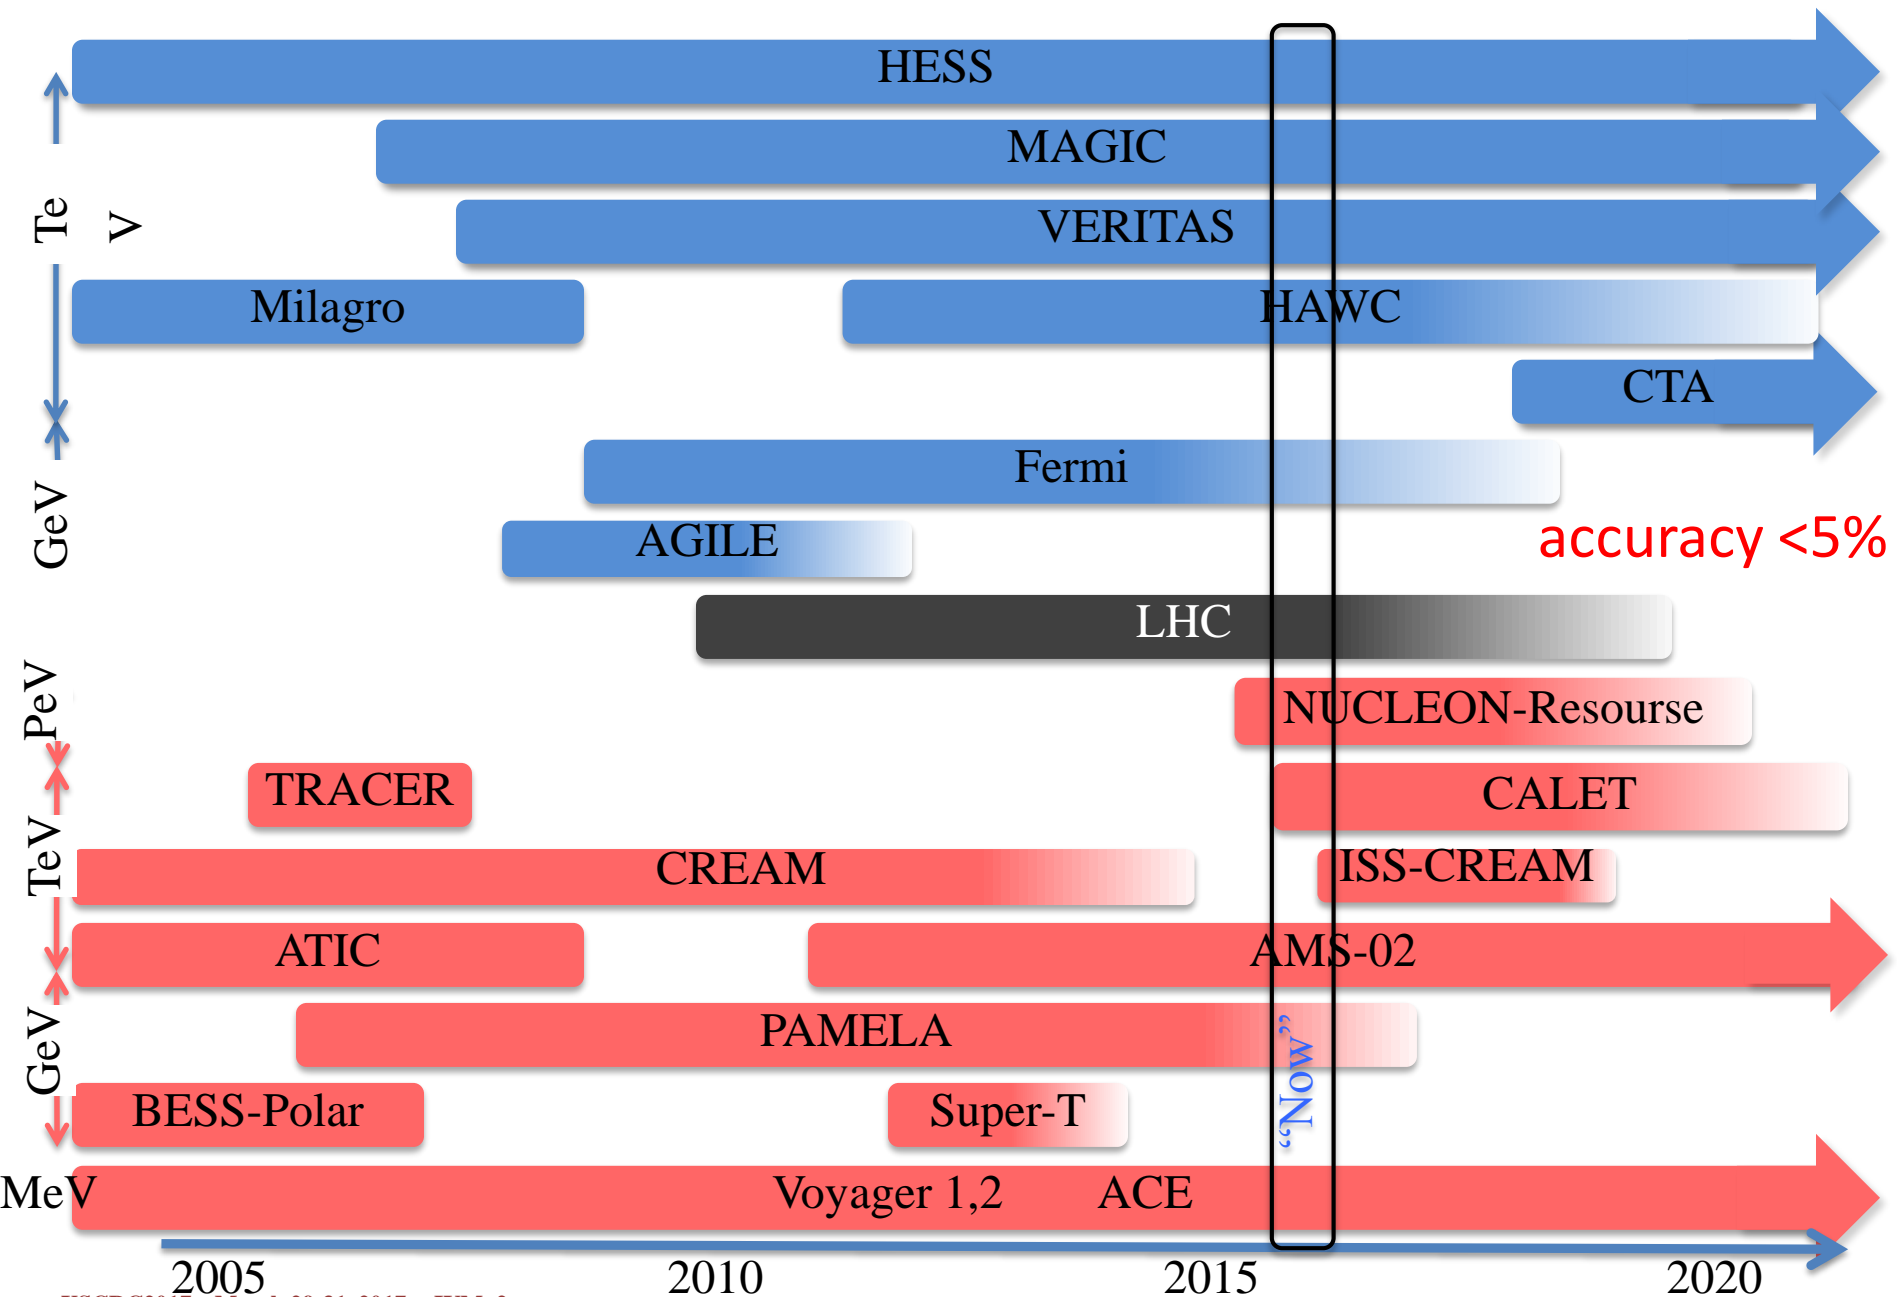 HESS
MAGIC
Te
V
VERITAS
Milagro
HAWC
CTA
Fermi
GeV
AGILE
accuracy <5%
LHC
PeV
NUCLEON-Resourse
TRACER
CALET
TeV
CREAM
ISS-CREAM
ATIC
AMS-02
GeV
PAMELA
“Now”
BESS-Polar
Super-T
MeV
Voyager 1,2 ACE
2005 2010 2015 2020